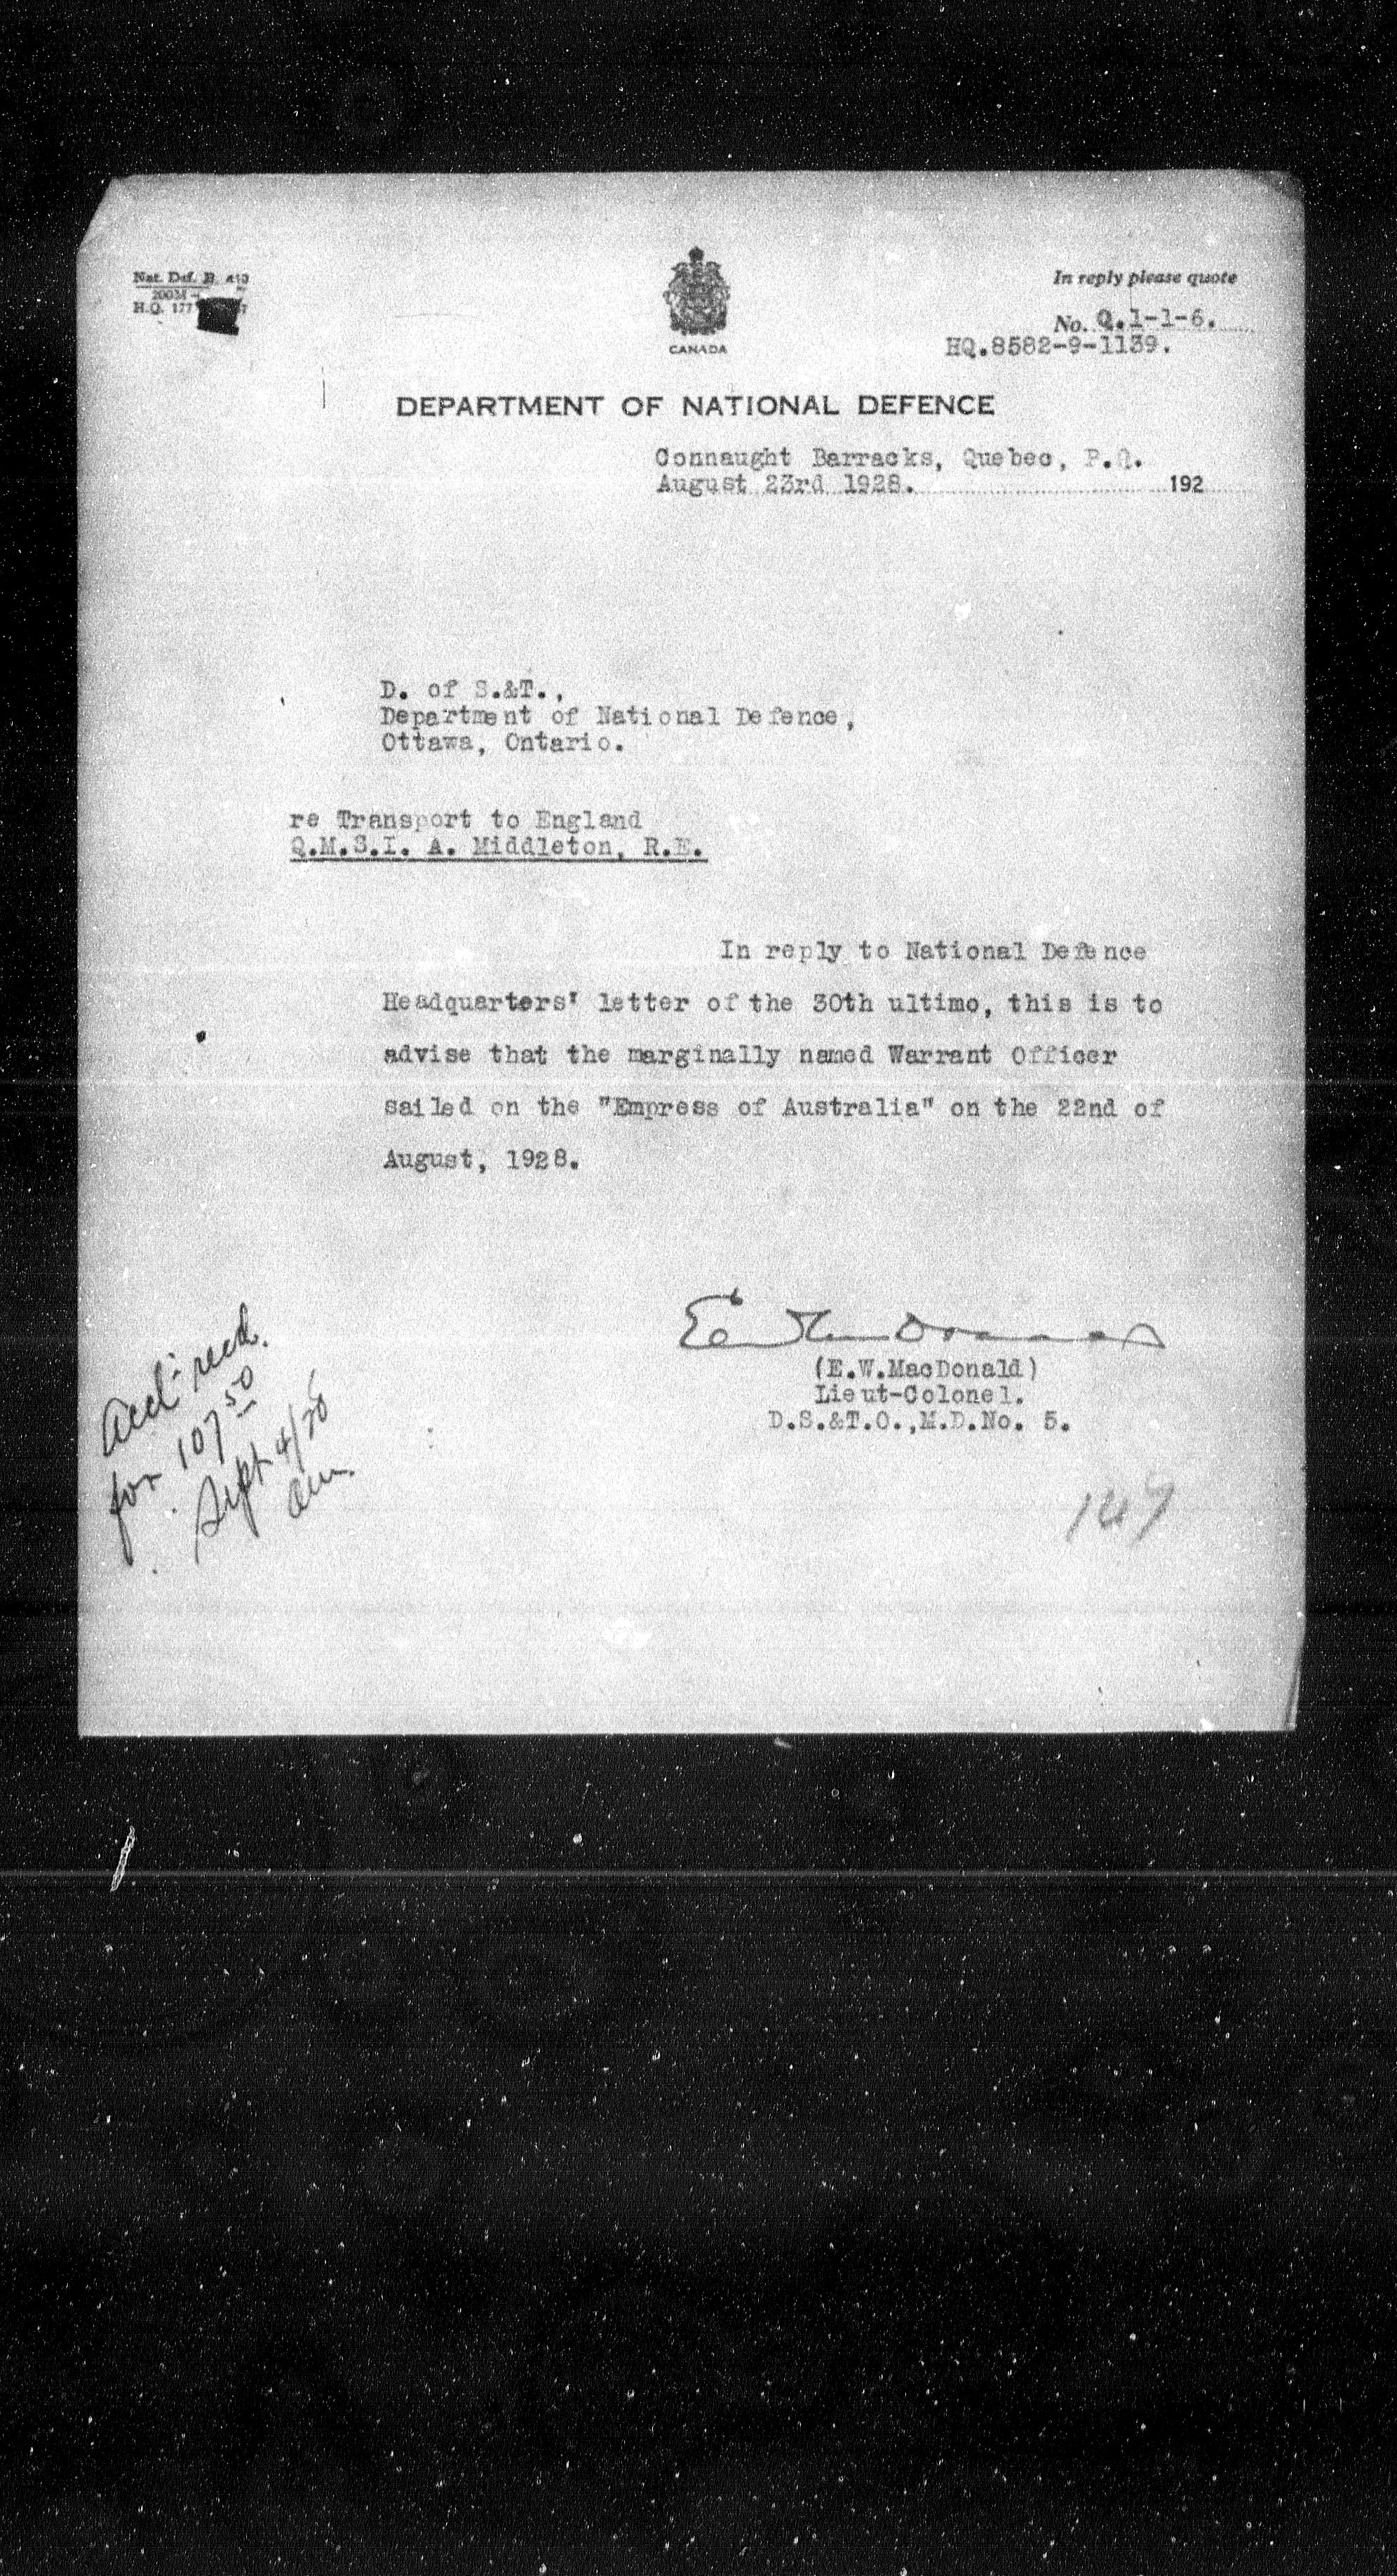 Nat. Def. B.
H.Q. 177
CANADA
In reply please quote
No. Q.1-1-6.
HQ.8582-9-1139.
DEPARTMENT OF NATIONAL DEFENCE
Connaught Barracks, Quebec, P.Q.
August 23rd 1928. 192
D. of S.&T.,
Department of National Defence,
Ottawa, Ontario.
re Transport to England
Q.M.S.I. A. Middleton, R.E.
In reply to National Defence
Headquarters' letter of the 30th ultimo, this is to
advise that the marginally named Warrant Officer
sailed on the "Empress of Australia" on the 22nd of
August, 1928.
(E.W.MacDonald)
Lieut-Colonel.
D.S.&T.O.,M.D.No. 5.
Acct recd.
for 107 50
Sept 4/28
147